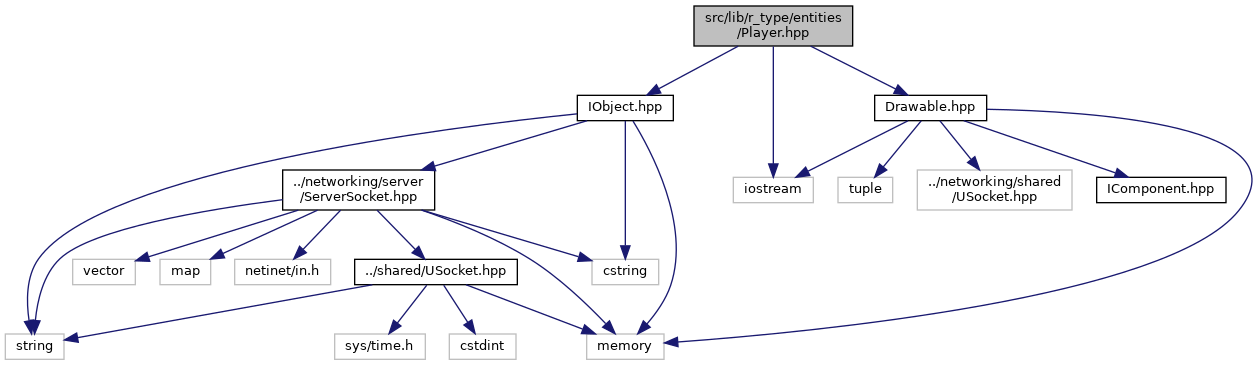 src/lib/r_type/entities
/Player.hpp
IObject.hpp
Drawable.hpp
../networking/server
/ServerSocket.hpp
iostream
tuple
../networking/shared
/USocket.hpp
IComponent.hpp
vector
map
netinet/in.h
../shared/USocket.hpp
cstring
string
sys/time.h
cstdint
memory